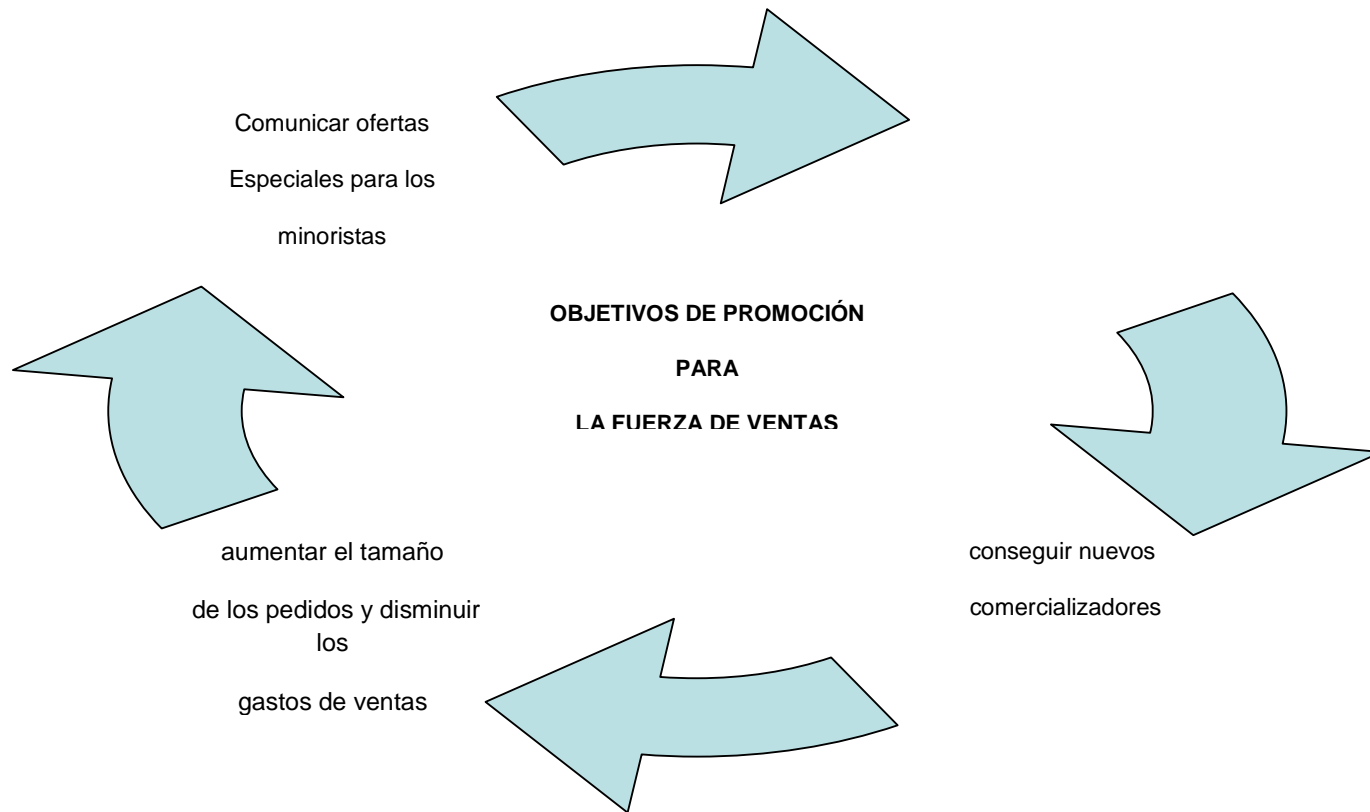 Comunicar ofertas
Especiales para los
minoristas
OBJETIVOS DE PROMOCIÓN
PARA
LA FUERZA DE VENTAS
aumentar el tamaño
de los pedidos y disminuir
los
gastos de ventas
conseguir nuevos
comercializadores